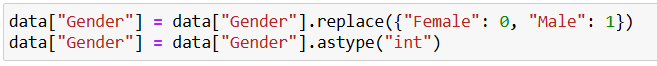 data["Gender"] = data["Gender"].replace({"Female": 0, "Male": 1})
data["Gender"] = data["Gender"].astype("int")